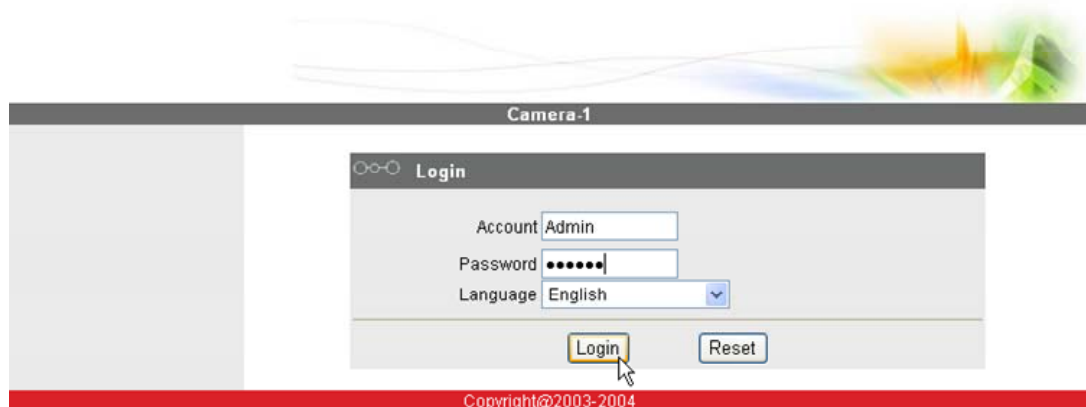 Camera-1
Login
Account Admin
Password ••••••
Language English
Login Reset
Copyright@2003-2004